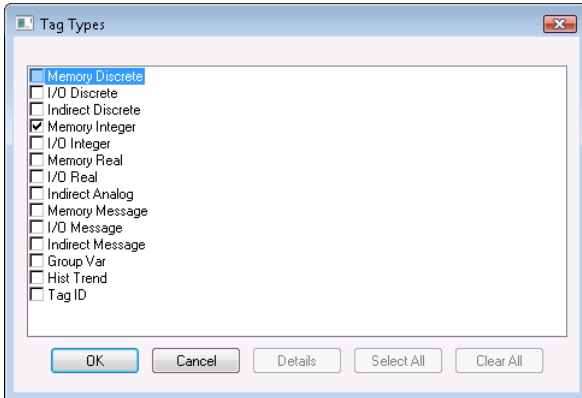 Tag Types
Memory Discrete
I/O Discrete
Indirect Discrete
Memory Integer
I/O Integer
Memory Real
I/O Real
Indirect Analog
Memory Message
I/O Message
Indirect Message
Group Var
Hist Trend
Tag ID
OK Cancel Details Select All Clear All